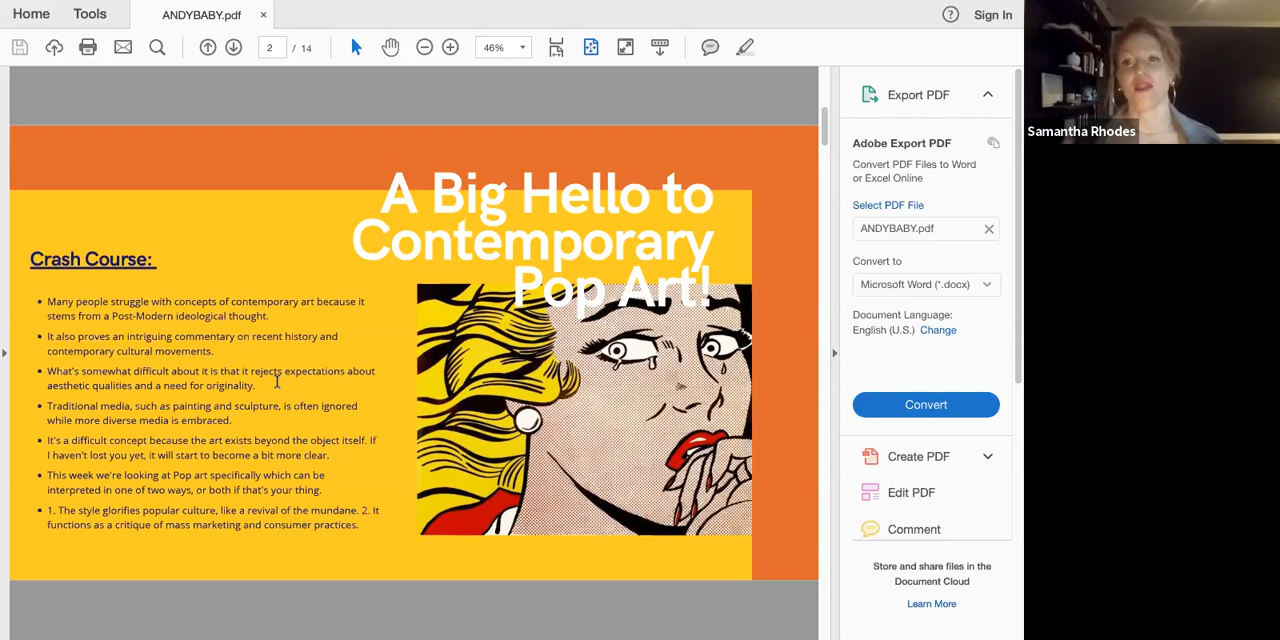 Home
Tools
ANDYBABY.pdf
×
?
Sign In
2 / 14
46%
Samantha Rhodes
A Big Hello to
Contemporary
Pop Art!
Crash Course:
• Many people struggle with concepts of contemporary art because it
stems from a Post-Modern ideological thought.
• It also proves an intriguing commentary on recent history and
contemporary cultural movements.
• What's somewhat difficult about it is that it rejects expectations about
aesthetic qualities and a need for originality.
• Traditional media, such as painting and sculpture, is often ignored
while more diverse media is embraced.
• It's a difficult concept because the art exists beyond the object itself. If
I haven't lost you yet, it will start to become a bit more clear.
• This week we're looking at Pop art specifically which can be
interpreted in one of two ways, or both if that's your thing.
• 1. The style glorifies popular culture, like a revival of the mundane. 2. It
functions as a critique of mass marketing and consumer practices.
Export PDF
Adobe Export PDF
Convert PDF Files to Word
or Excel Online
Select PDF File
ANDYBABY.pdf
Convert to
Microsoft Word (*.docx)
Document Language:
English (U.S.) Change
Convert
Create PDF
Edit PDF
Comment
Store and share files in the
Document Cloud
Learn More